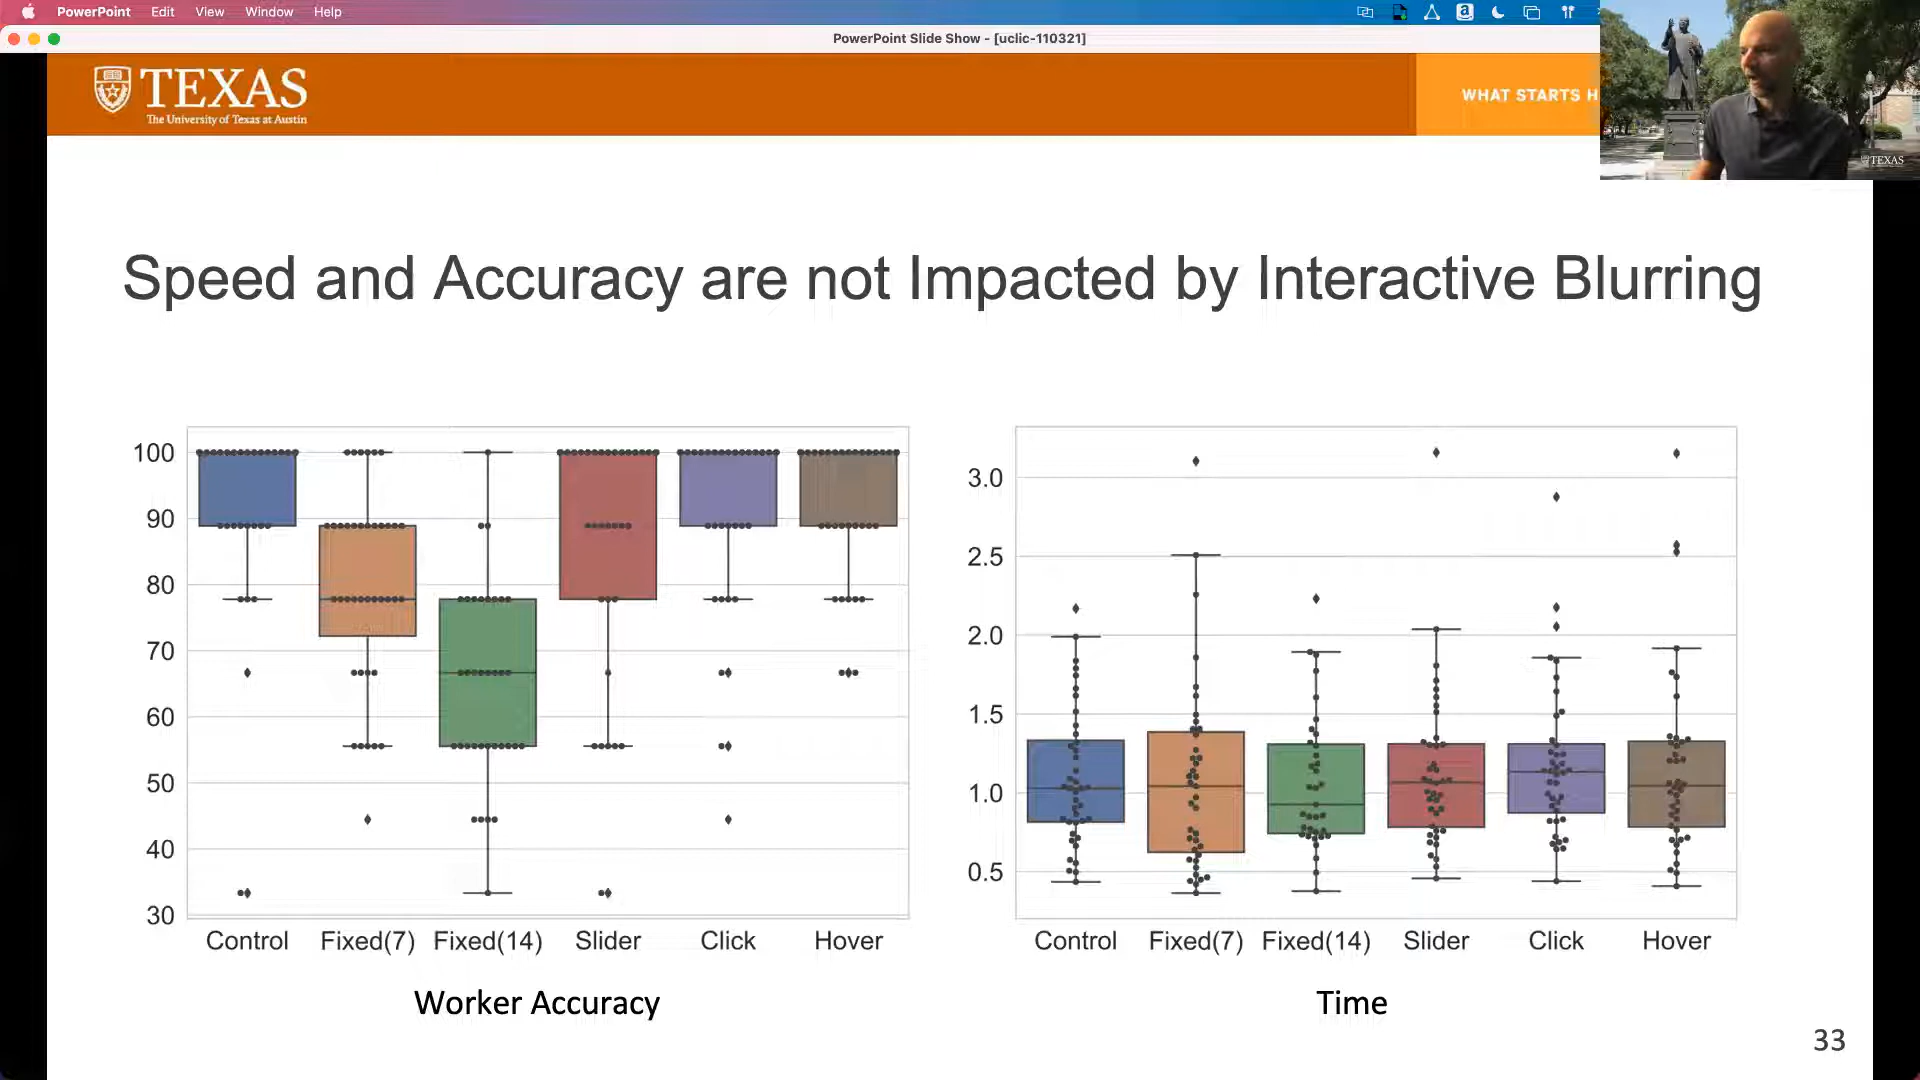 PowerPoint Edit View Window Help
PowerPoint Slide Show - [uclic-110321]
TEXAS
The University of Texas at Austin
WHAT STARTS H
TEXAS
Speed and Accuracy are not Impacted by Interactive Blurring
100
90
80
70
60
50
40
30
Control Fixed(7) Fixed(14) Slider Click Hover
Worker Accuracy
3.0
2.5
2.0
1.5
1.0
0.5
Control Fixed(7) Fixed(14) Slider Click Hover
Time
33